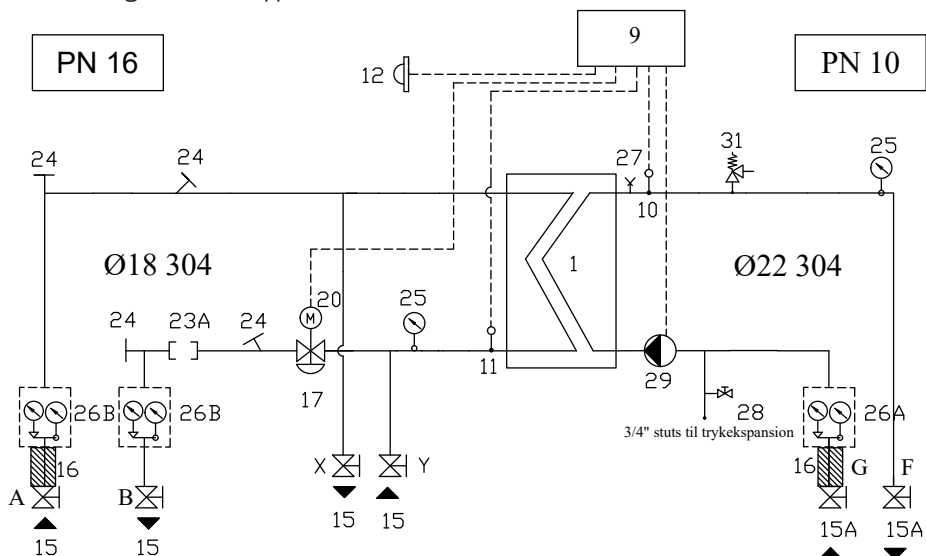 PN 16
9
PN 10
12
24
24
27
31
25
10
Ø18 304
1
Ø22 304
20
M
25
24
23A
24
17
11
29
26B
26B
28
26A
3/4" stuts til trykekspansion
16
X
Y
16
G
F
A
B
15
15
15A
15A
15
15